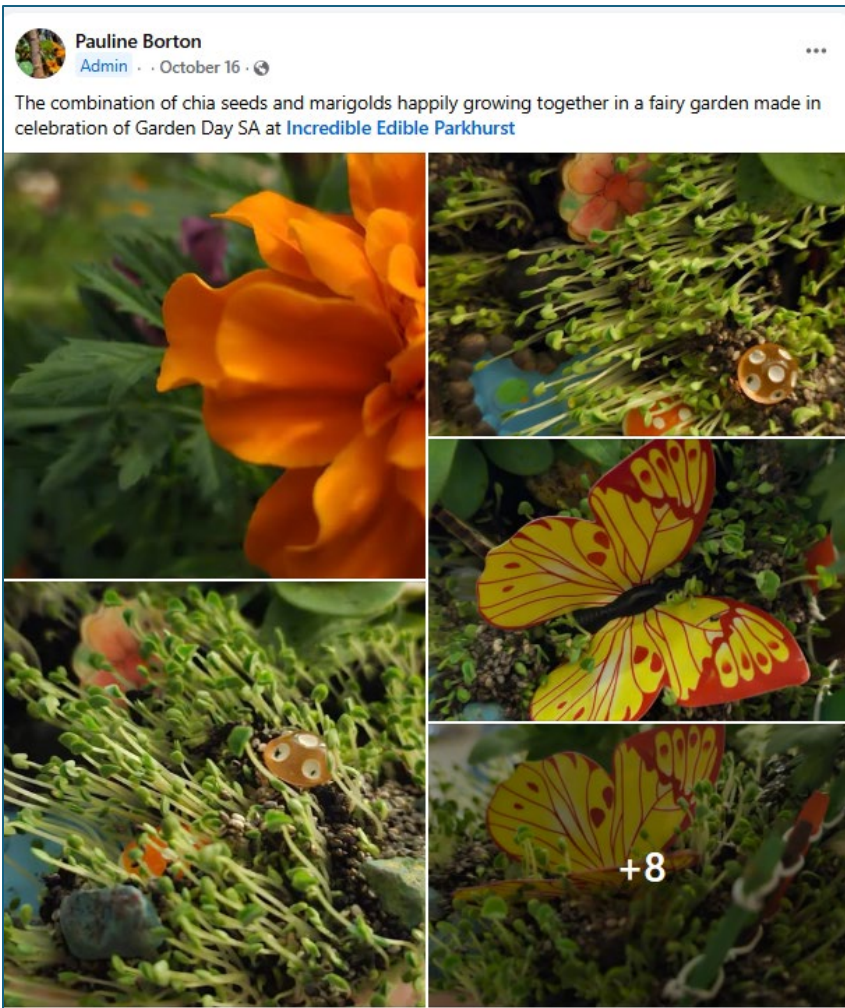 Pauline Borton
Admin · · October 16 ·
The combination of chia seeds and marigolds happily growing together in a fairy garden made in
celebration of Garden Day SA at Incredible Edible Parkhurst
+8